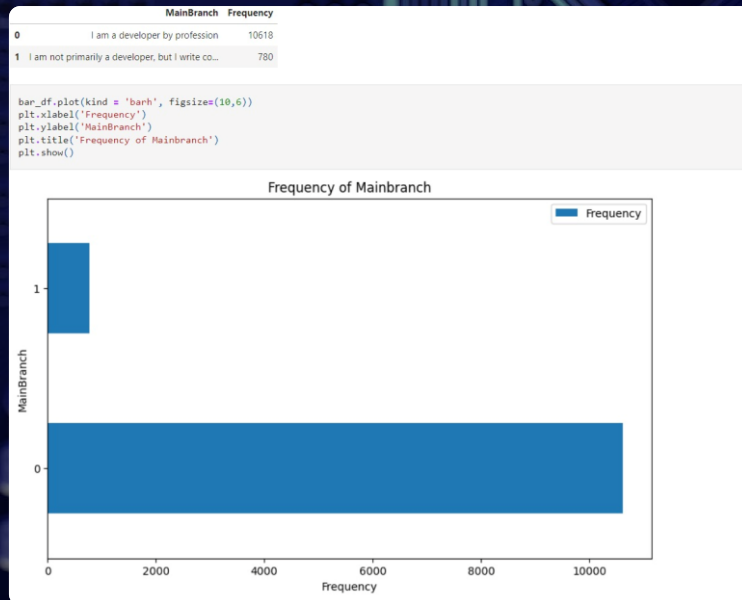 MainBranch Frequency
0 I am a developer by profession 10618
1 I am not primarily a developer, but I write co... 780
bar_df.plot(kind = 'barh', figsize=(10,6))
plt.xlabel('Frequency')
plt.ylabel('MainBranch')
plt.title('Frequency of Mainbranch')
plt.show()
Frequency of Mainbranch
Frequency
1
MainBranch
0
0 2000 4000 6000 8000 10000
Frequency